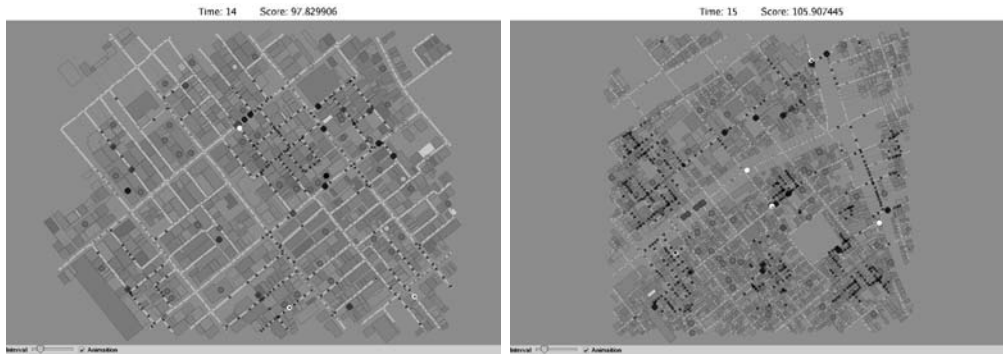 Time: 14 Score: 97.829906
Time: 15 Score: 105.907445
Interval Animation
Interval Animation